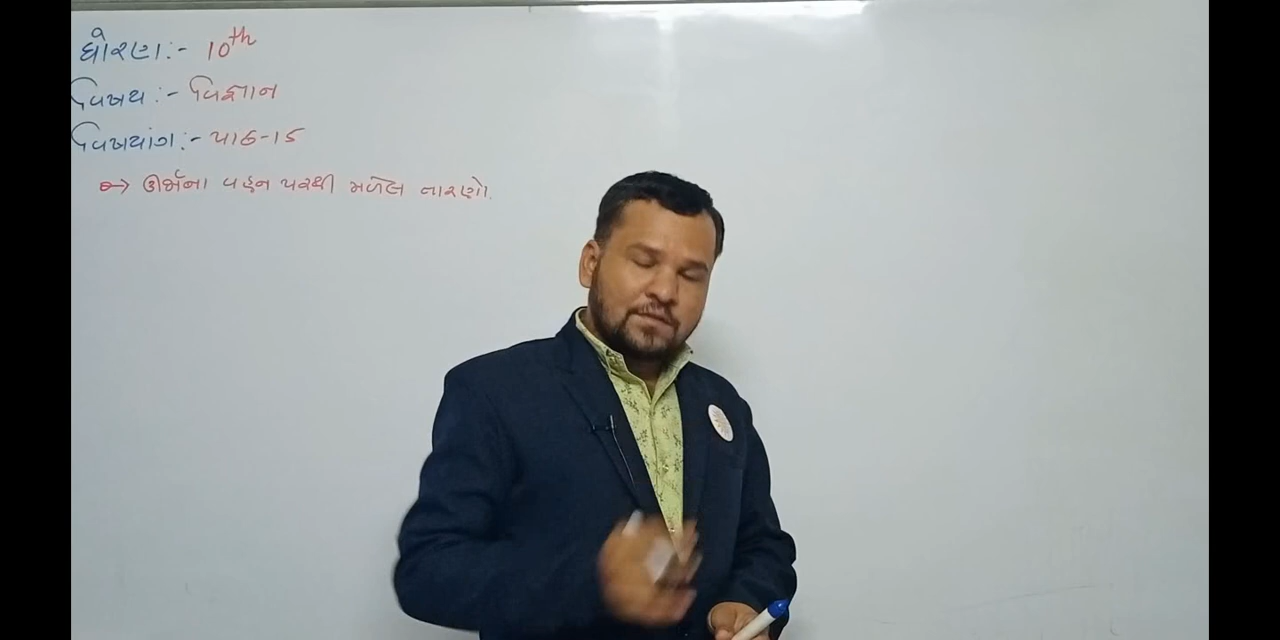 ધોરણ:- 10th
વિષય:- વિજ્ઞાન
વિષયાંગ:- પાઠ-15
→ ઊર્જાના વહન પરથી મળેલ તારણો.